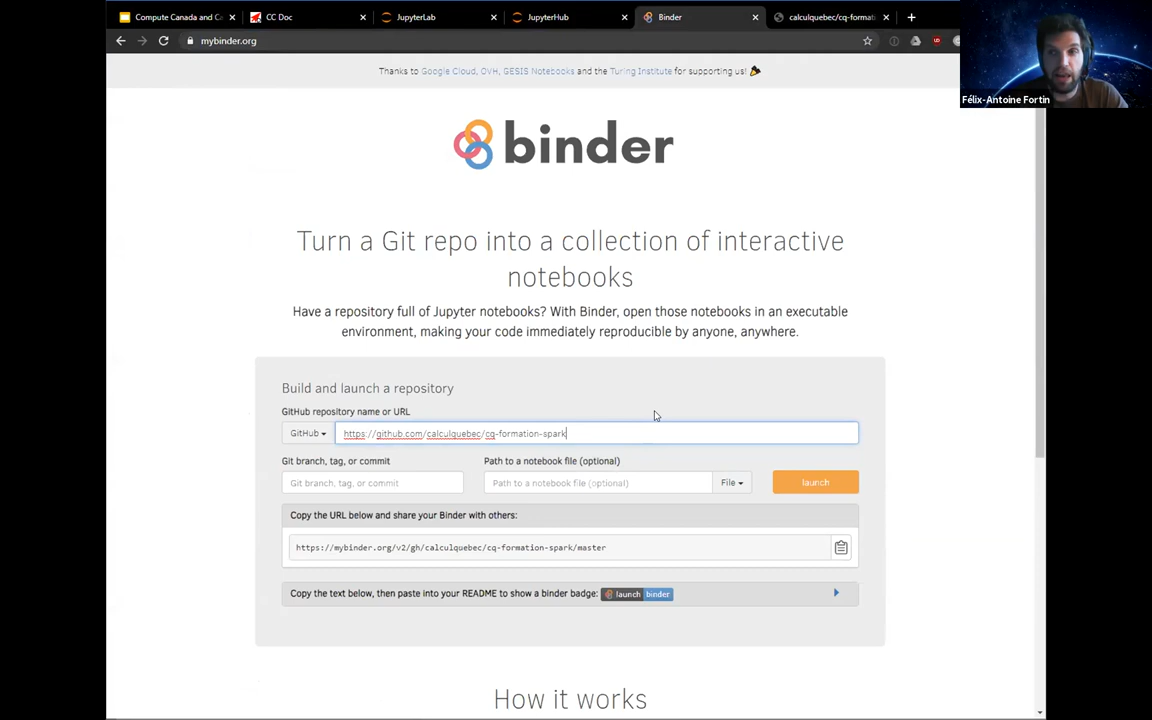 Compute Canada and C
CC Doc
JupyterLab
JupyterHub
Binder
calculquebec/cq-format
mybinder.org
Félix-Antoine Fortin
Thanks to Google Cloud, OVH, GESIS Notebooks and the Turing Institute for supporting us! 🎉
binder
Turn a Git repo into a collection of interactive
notebooks
Have a repository full of Jupyter notebooks? With Binder, open those notebooks in an executable
environment, making your code immediately reproducible by anyone, anywhere.
Build and launch a repository
GitHub repository name or URL
GitHub
https://github.com/calculquebec/cq-formation-spark
Git branch, tag, or commit
Path to a notebook file (optional)
Git branch, tag, or commit
Path to a notebook file (optional)
File
launch
Copy the URL below and share your Binder with others:
https://mybinder.org/v2/gh/calculquebec/cq-formation-spark/master
Copy the text below, then paste into your README to show a binder badge: launch binder
How it works